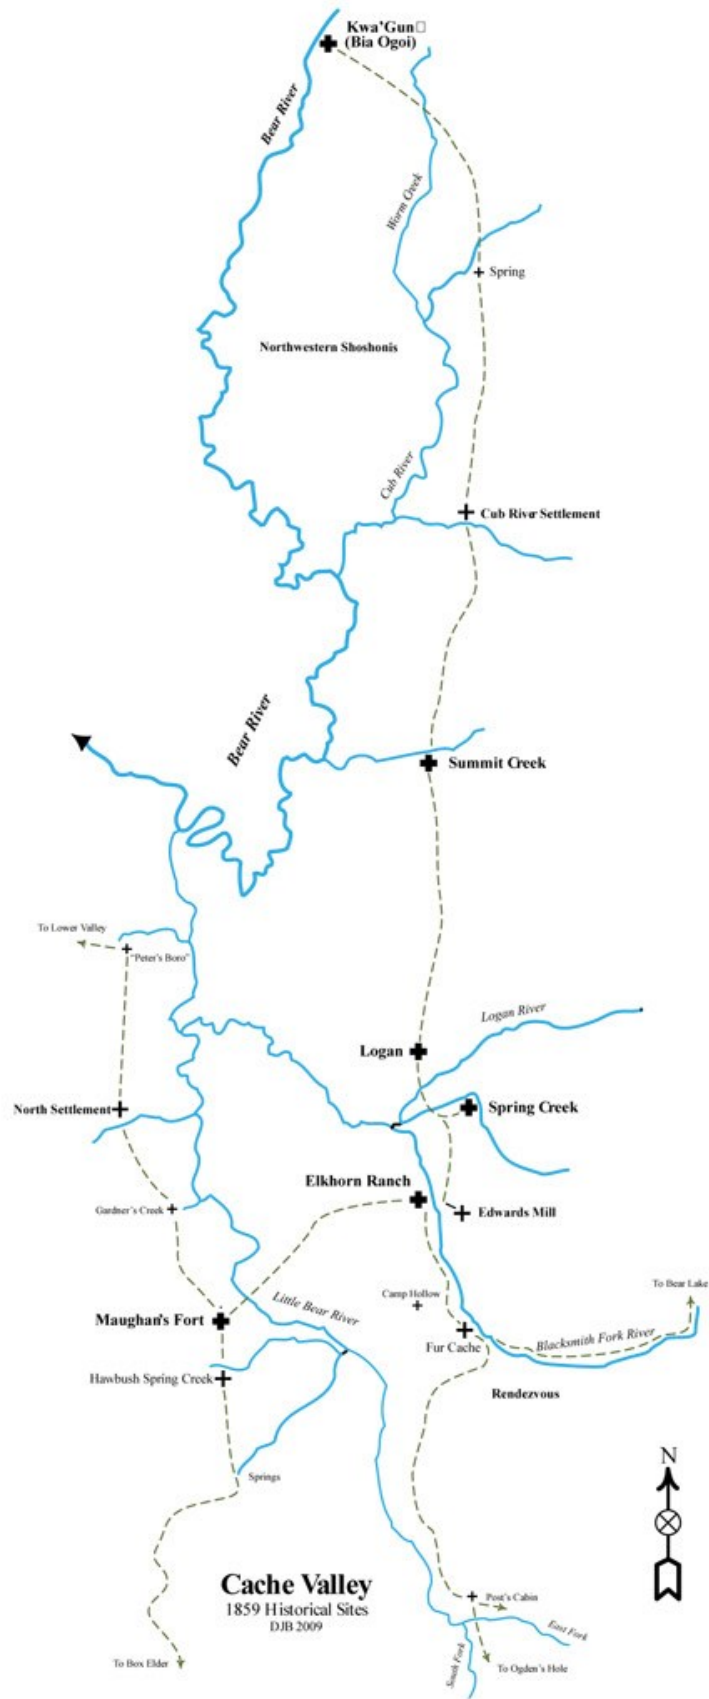 Kwa'Gun□
(Bia Ogoi)
Bear River
Worm Creek
Spring
Northwestern Shoshonis
Cub River
Cub River Settlement
Bear River
Summit Creek
To Lower Valley
"Peter's Boro"
Logan River
Logan
North Settlement
Spring Creek
Elkhorn Ranch
Gardner's Creek
Edwards Mill
To Bear Lake
Camp Hollow
Little Bear River
Maughan's Fort
Blacksmith Fork River
Fur Cache
Hawbush Spring Creek
Rendezvous
N
Springs
Cache Valley
1859 Historical Sites
DJB 2009
Post's Cabin
East Fork
South Fork
To Box Elder
To Ogden's Hole